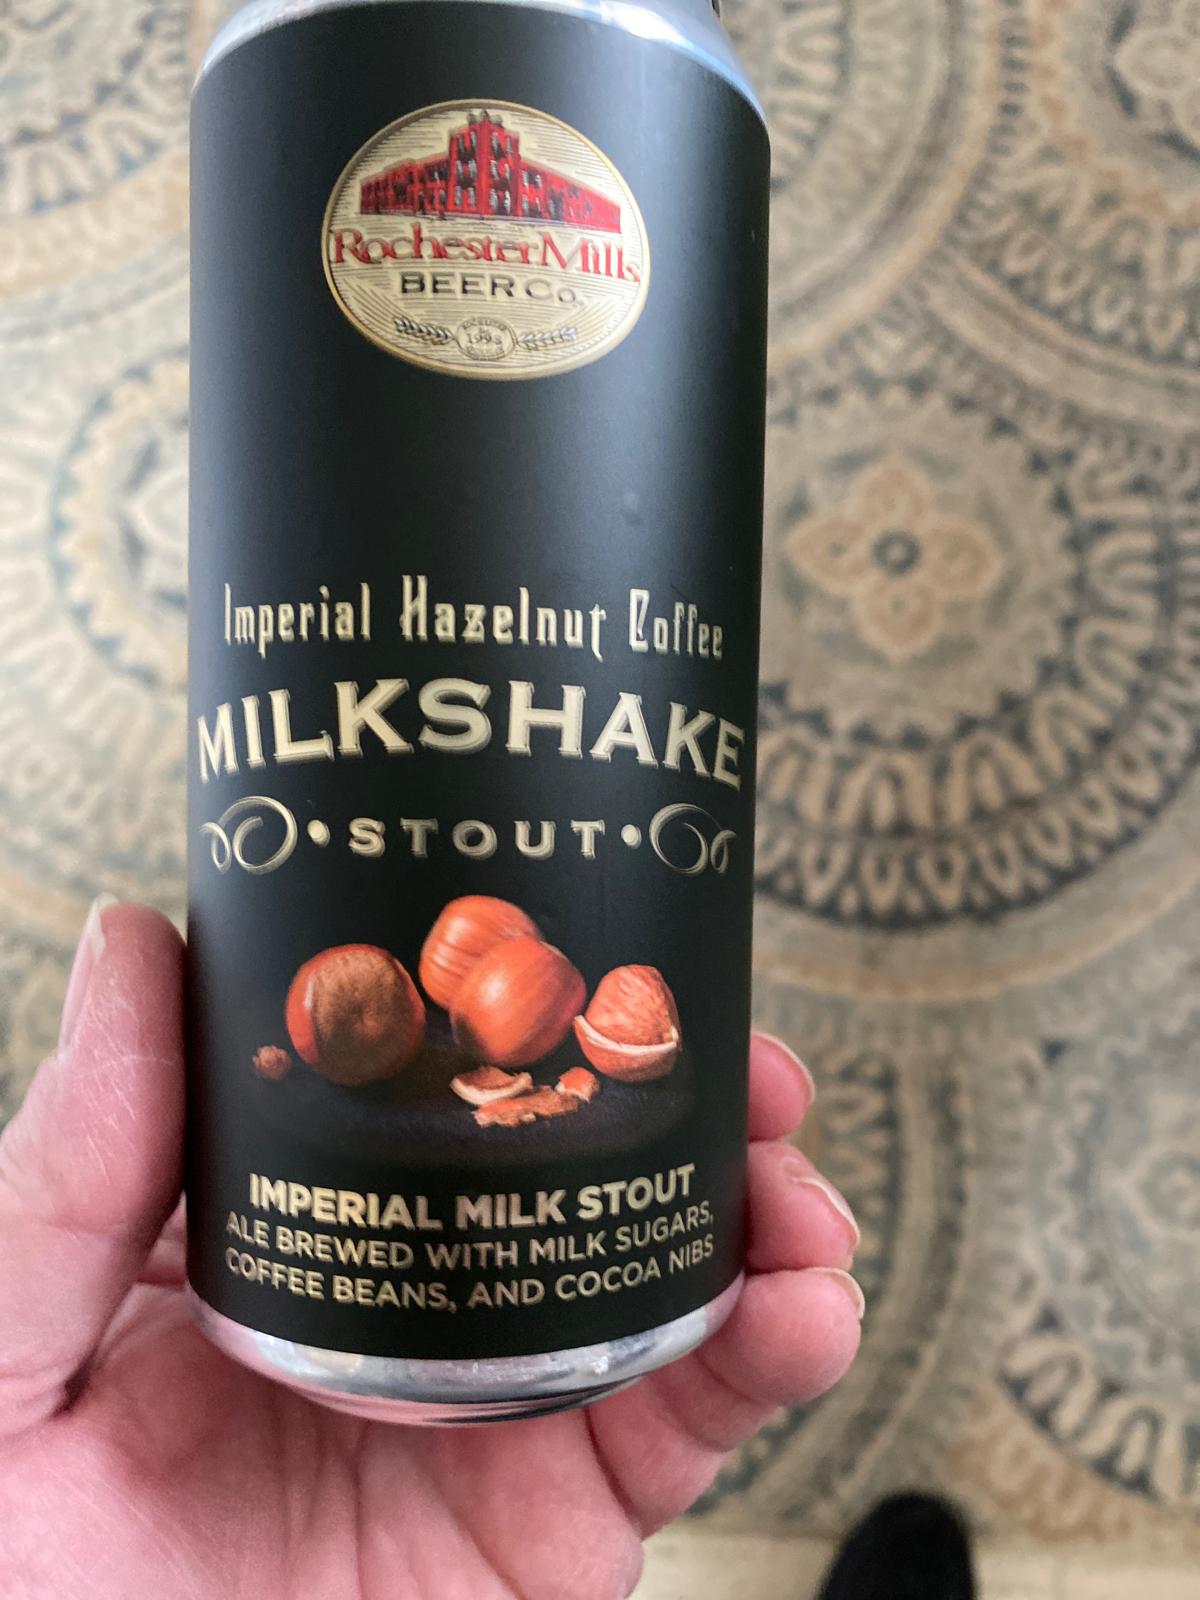 RochesterMills
BEER Co.
Imperial Hazelnut Coffee
MILKSHAKE
• STOUT •
IMPERIAL MILK STOUT
ALE BREWED WITH MILK SUGARS,
COFFEE BEANS, AND COCOA NIBS